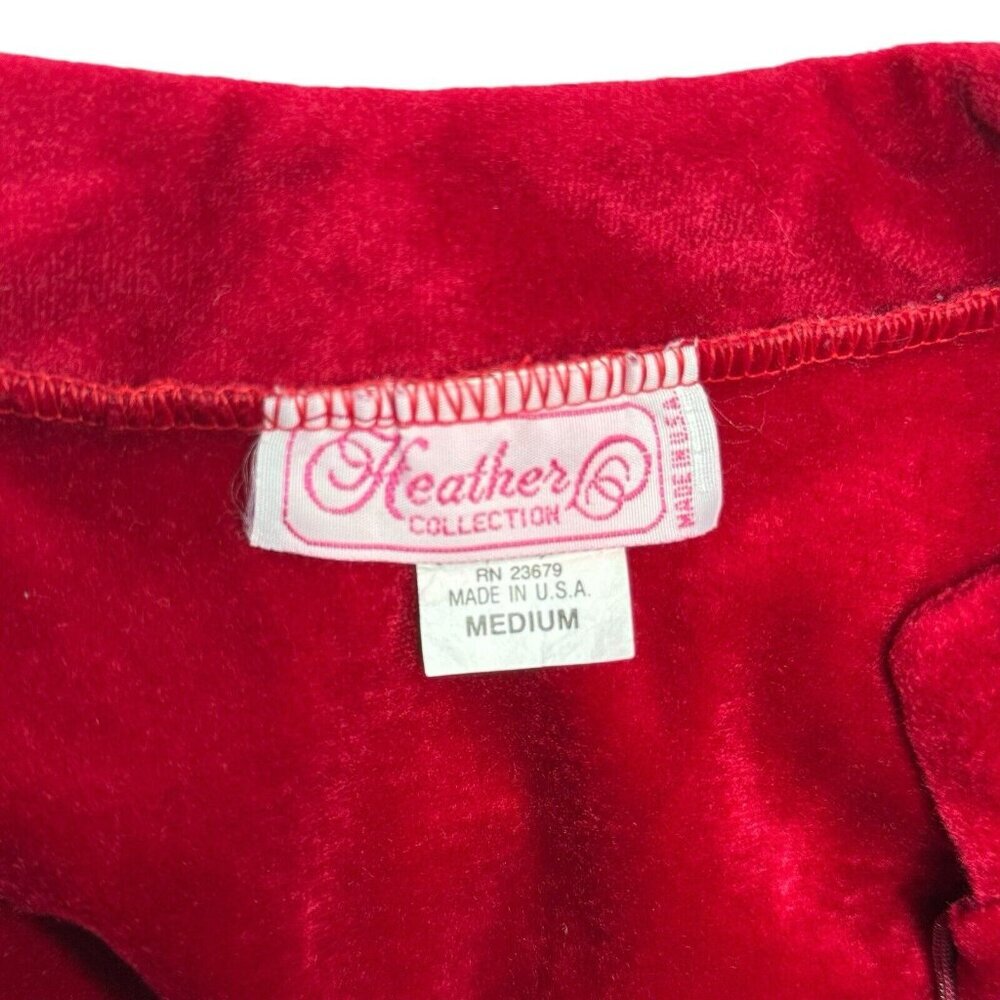 Heather
COLLECTION
MADE IN U.S.A.
RN 23679
MADE IN U.S.A.
MEDIUM